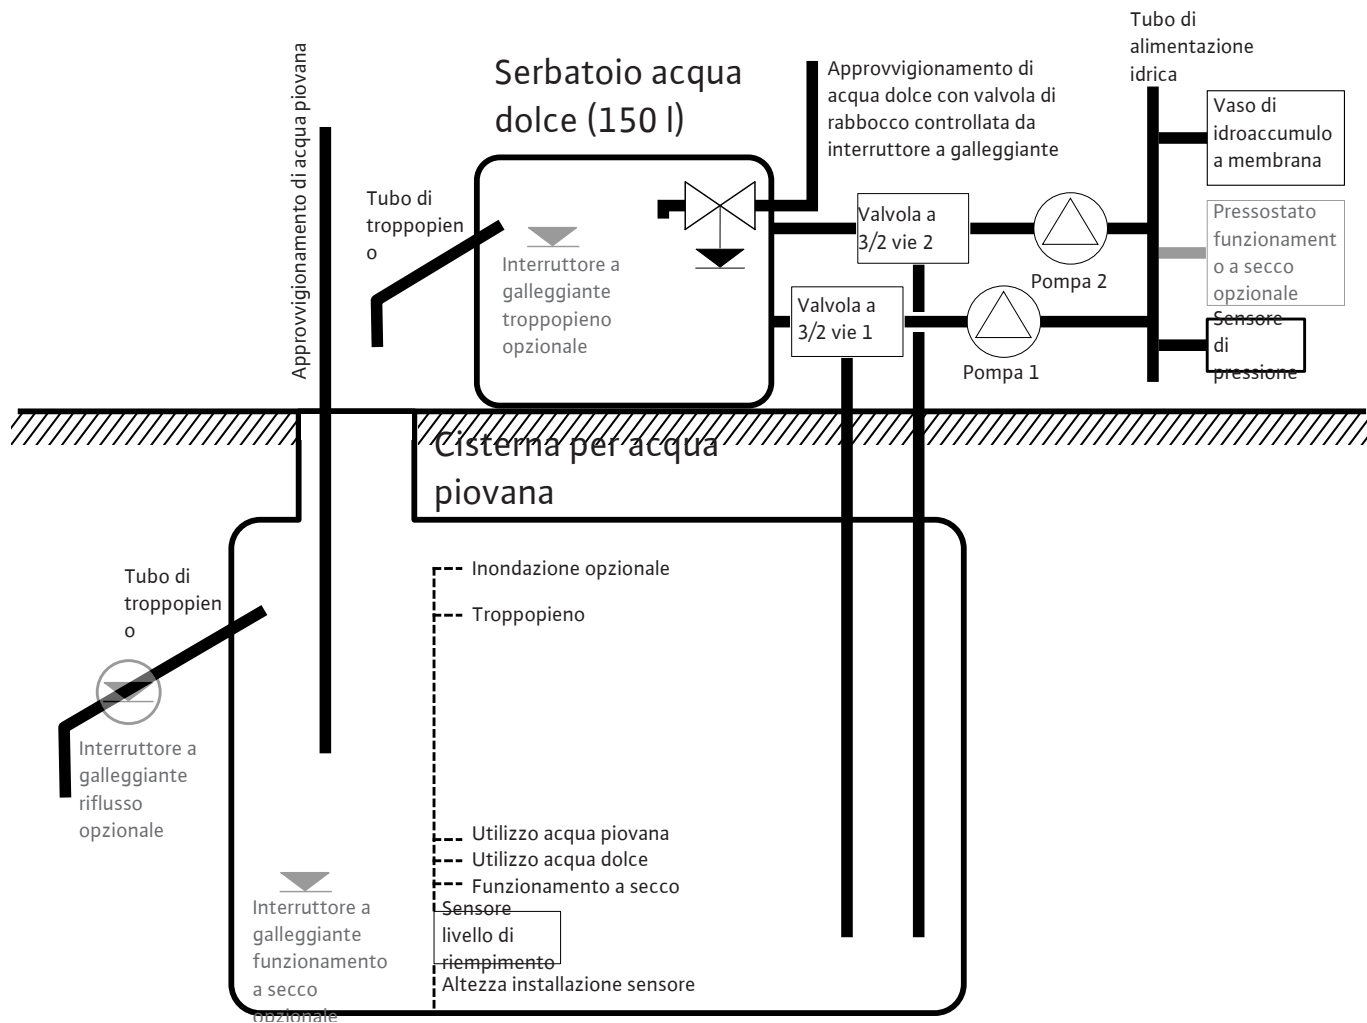 Tubo di
alimentazione
idrica
Serbatoio acqua
dolce (150 l)
Approvvigionamento di
acqua dolce con valvola di
rabbocco controllata da
interruttore a galleggiante
Approvvigionamento di acqua piovana
Vaso di
idroaccumulo
a membrana
Tubo di
troppopien
o
Valvola a
3/2 vie 2
Pressostato
funzionament
o a secco
opzionale
Interruttore a
galleggiante
troppopieno
opzionale
Pompa 2
Valvola a
3/2 vie 1
Sensore
di
pressione
Pompa 1
Cisterna per acqua
piovana
Inondazione opzionale
Troppopieno
Tubo di
troppopien
o
Interruttore a
galleggiante
riflusso
opzionale
Utilizzo acqua piovana
Utilizzo acqua dolce
Funzionamento a secco
Sensore
livello di
riempimento
Altezza installazione sensore
Interruttore a
galleggiante
funzionamento
a secco
opzionale